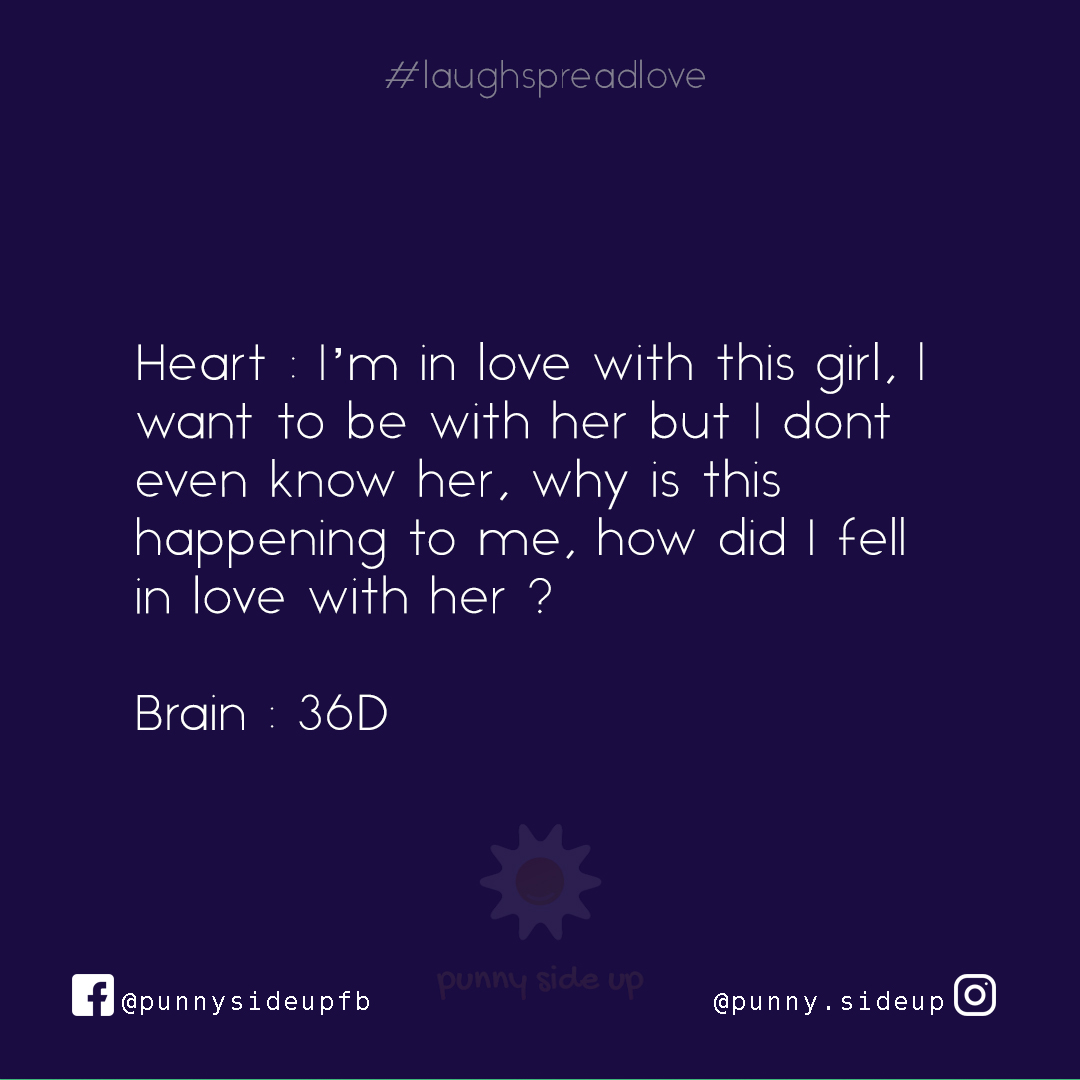 #laughspreadlove
Heart : I’m in love with this girl, I
want to be with her but I dont
even know her, why is this
happening to me, how did I fell
in love with her ?
Brain : 36D
punny side up
@punnysideupfb
@punny.sideup